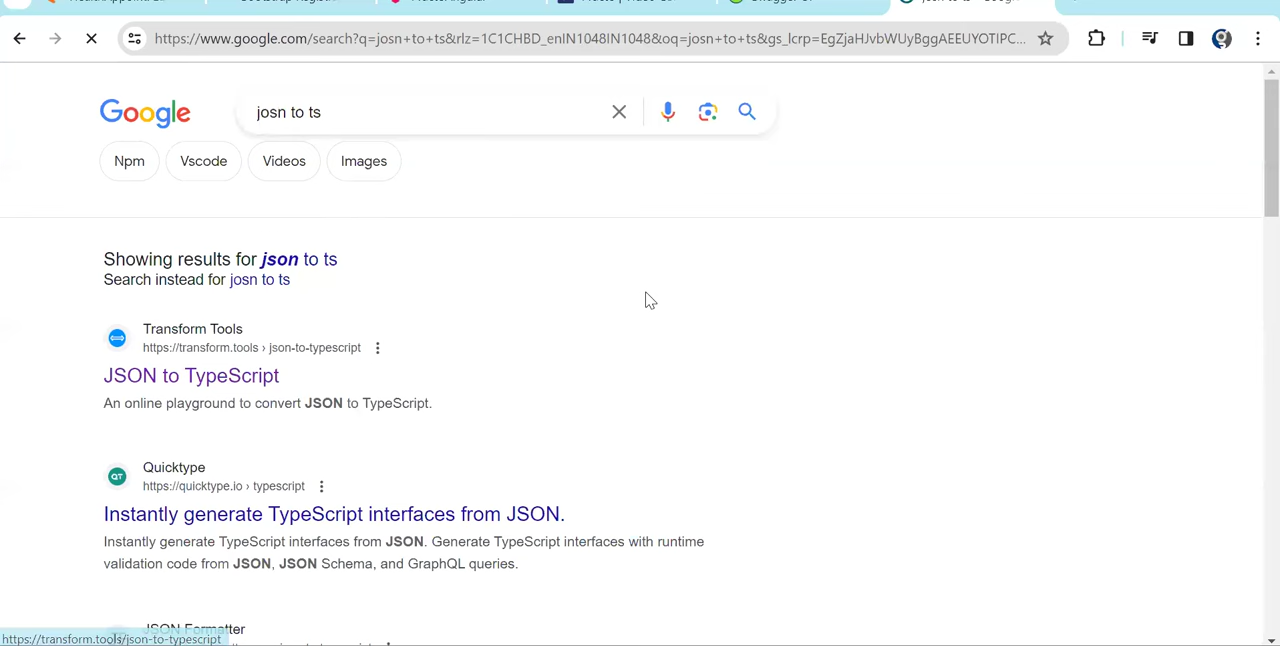 https://www.google.com/search?q=josn+to+ts&rlz=1C1CHBD_enIN1048IN1048&oq=josn+to+ts&gs_lcrp=EgZjaHJvbWUyBggAEEUYOTIPC...
Google
josn to ts
Npm Vscode Videos Images
Showing results for json to ts
Search instead for josn to ts
Transform Tools
https://transform.tools › json-to-typescript
JSON to TypeScript
An online playground to convert JSON to TypeScript.
Quicktype
QT
https://quicktype.io › typescript
Instantly generate TypeScript interfaces from JSON.
Instantly generate TypeScript interfaces from JSON. Generate TypeScript interfaces with runtime
validation code from JSON, JSON Schema, and GraphQL queries.
JSON Formatter
https://transform.tools/json-to-typescript